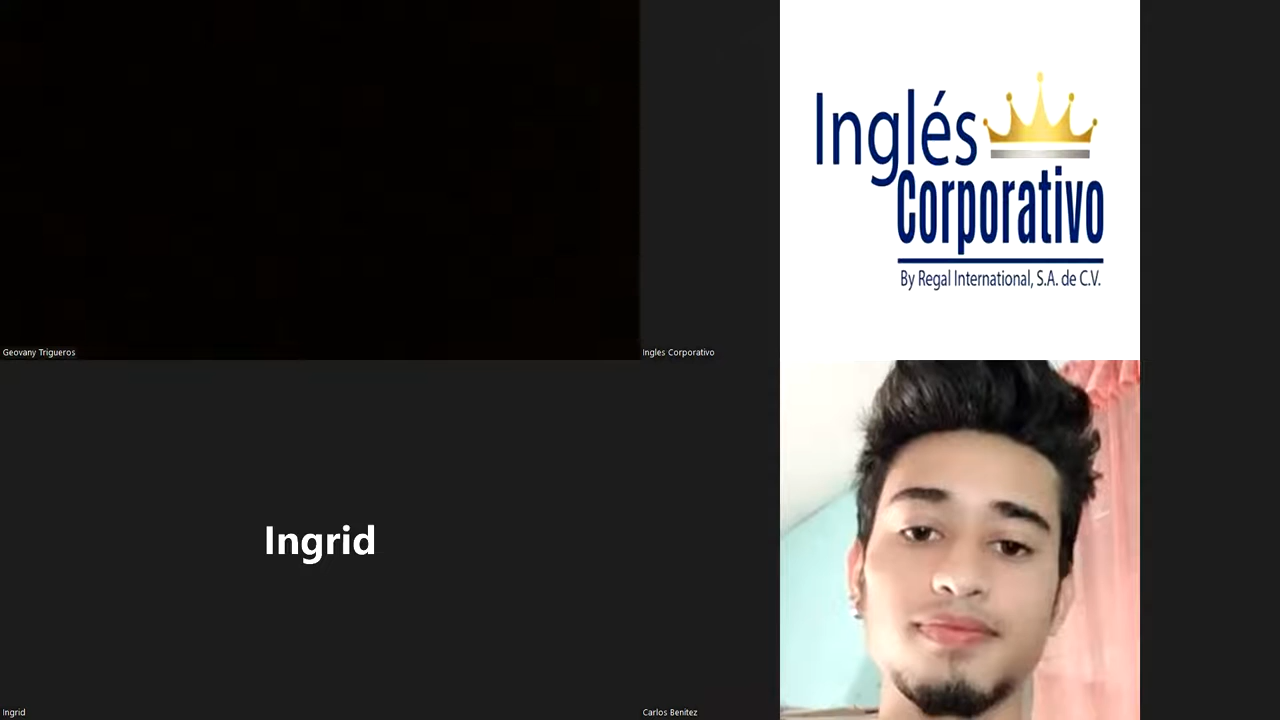 Inglés
Corporativo
By Regal International, S.A. de C.V.
Geovany Trigueros
Ingles Corporativo
Ingrid
Ingrid
Carlos Benitez